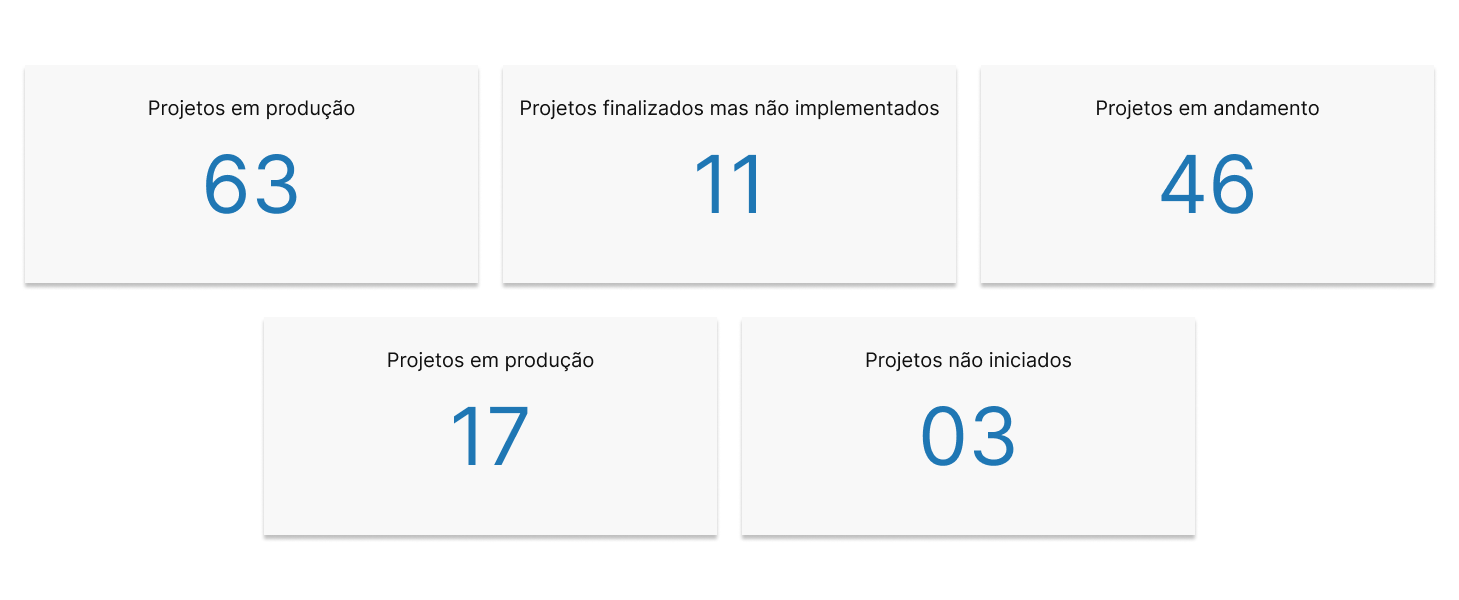 Projetos em produção
63
Projetos finalizados mas não implementados
11
Projetos em andamento
46
Projetos em produção
17
Projetos não iniciados
03